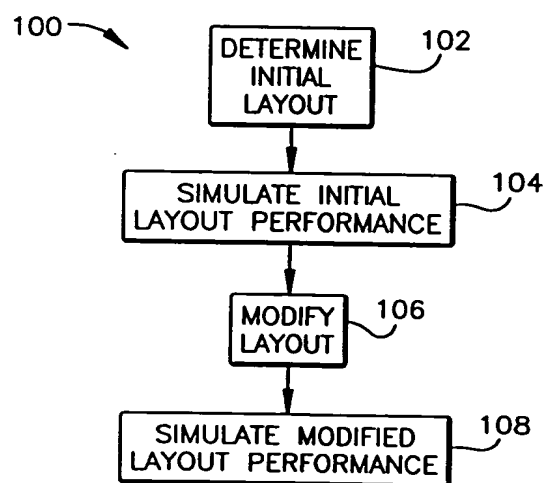 100
DETERMINE
INITIAL
LAYOUT
102
SIMULATE INITIAL
LAYOUT PERFORMANCE
104
MODIFY
LAYOUT
106
SIMULATE MODIFIED
LAYOUT PERFORMANCE
108